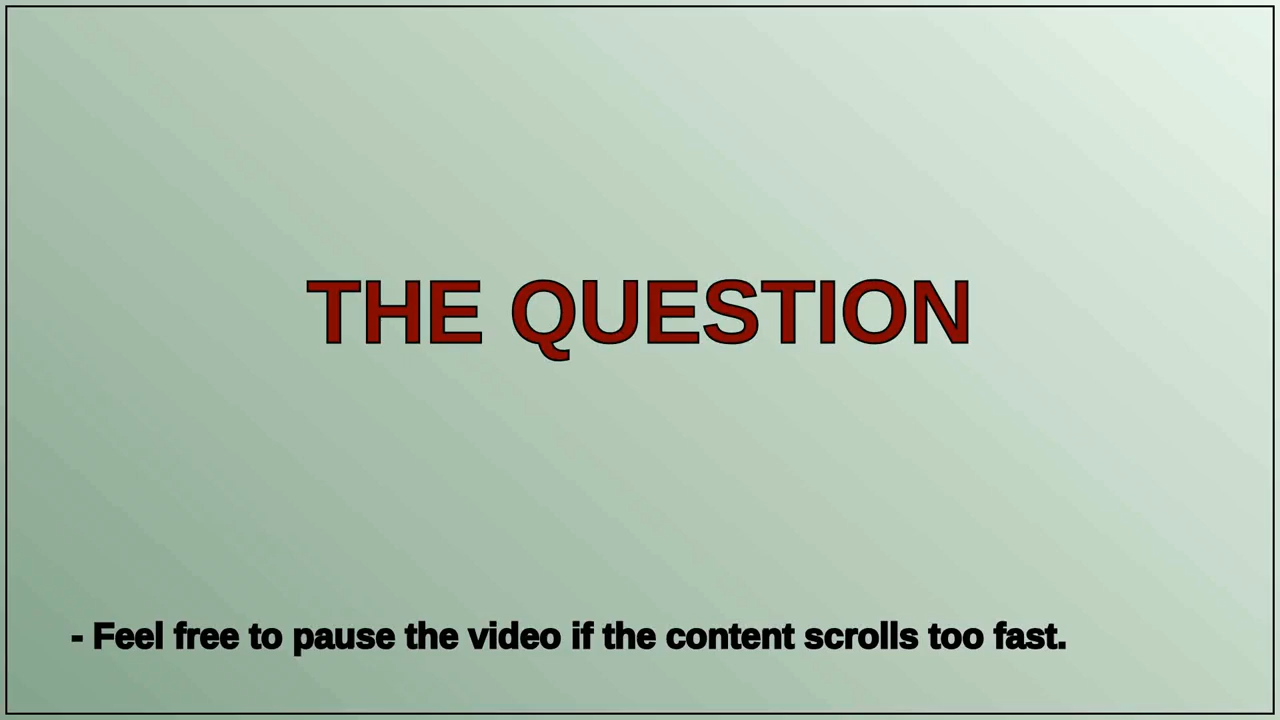 THE QUESTION
- Feel free to pause the video if the content scrolls too fast.